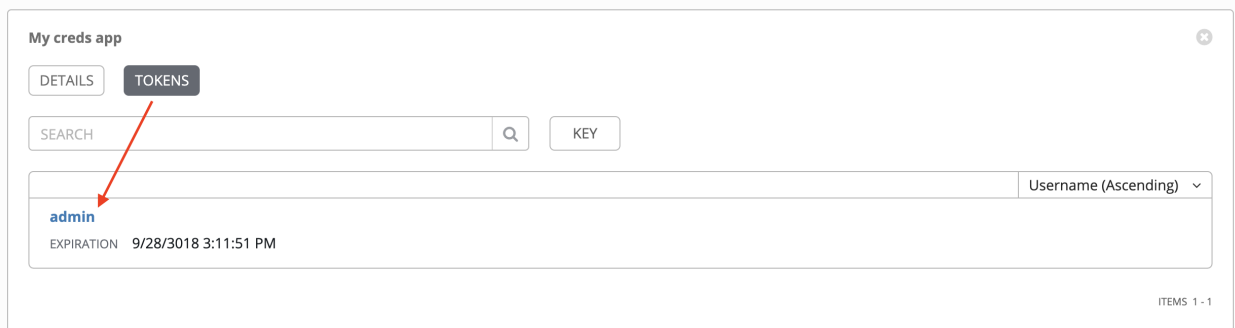 My creds app
DETAILS TOKENS
SEARCH KEY
Username (Ascending)
admin
EXPIRATION 9/28/3018 3:11:51 PM
ITEMS 1 - 1